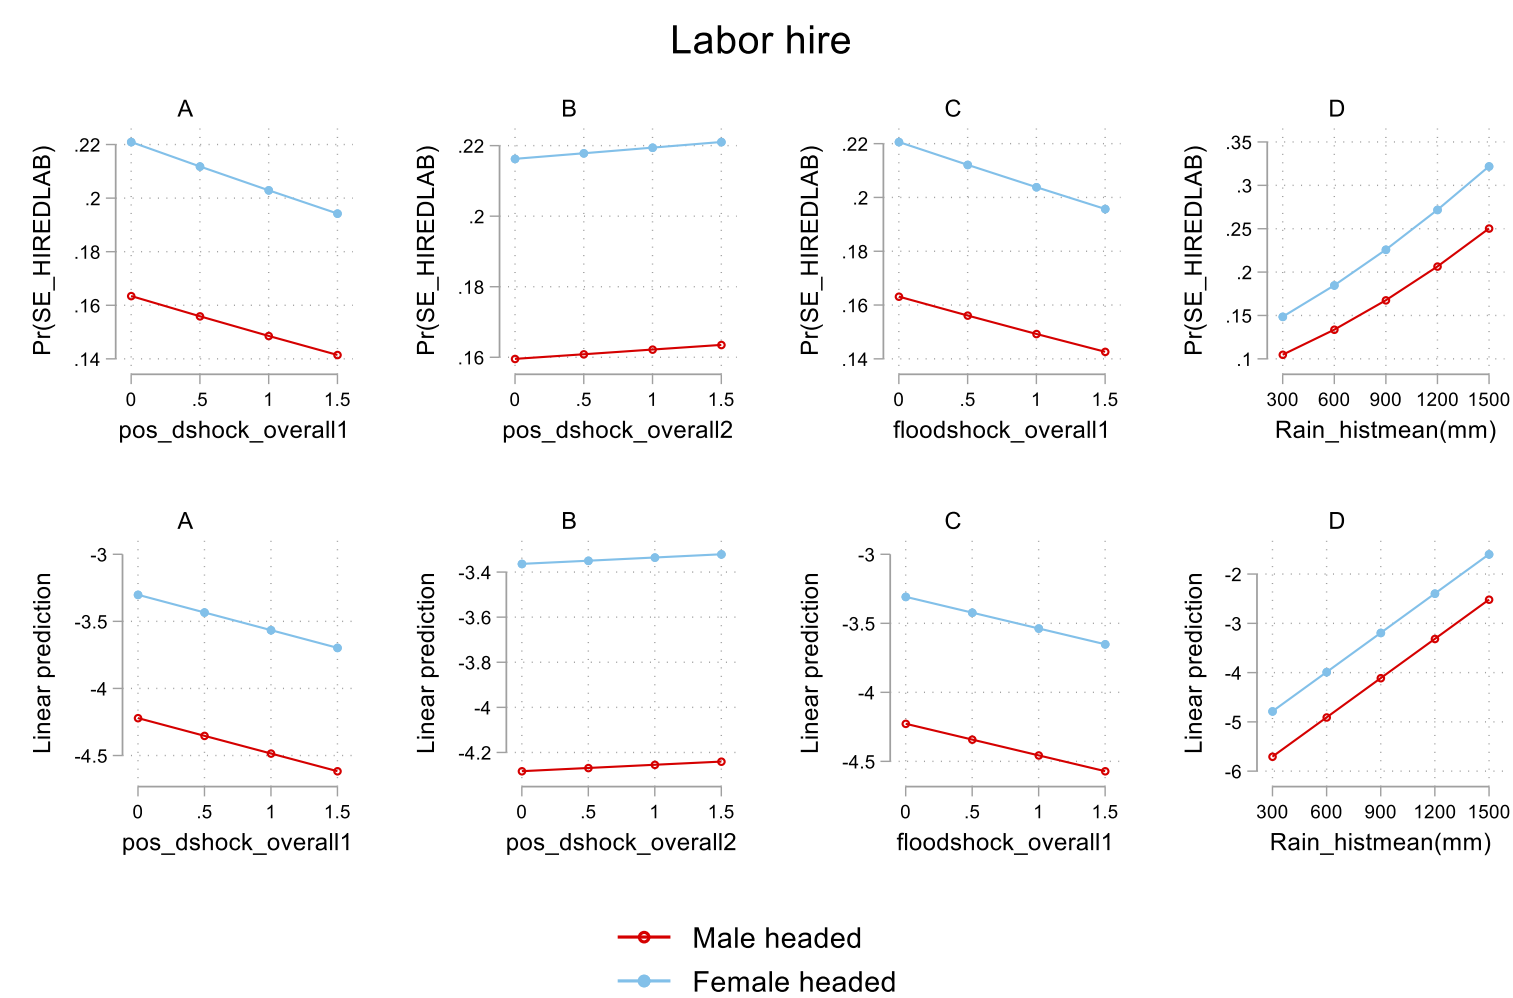 Labor hire
A
B
C
D
Pr(SE_HIREDLAB)
.22
.2
.18
.16
.14
0
.5
1
1.5
pos_dshock_overall1
Pr(SE_HIREDLAB)
.22
.2
.18
.16
0
.5
1
1.5
pos_dshock_overall2
Pr(SE_HIREDLAB)
.22
.2
.18
.16
.14
0
.5
1
1.5
floodshock_overall1
Pr(SE_HIREDLAB)
.35
.3
.25
.2
.15
.1
300
600
900
1200
1500
Rain_histmean(mm)
A
B
C
D
Linear prediction
-3
-3.5
-4
-4.5
0
.5
1
1.5
pos_dshock_overall1
Linear prediction
-3.4
-3.6
-3.8
-4
-4.2
0
.5
1
1.5
pos_dshock_overall2
Linear prediction
-3
-3.5
-4
-4.5
0
.5
1
1.5
floodshock_overall1
Linear prediction
-2
-3
-4
-5
-6
300
600
900
1200
1500
Rain_histmean(mm)
Male headed
Female headed